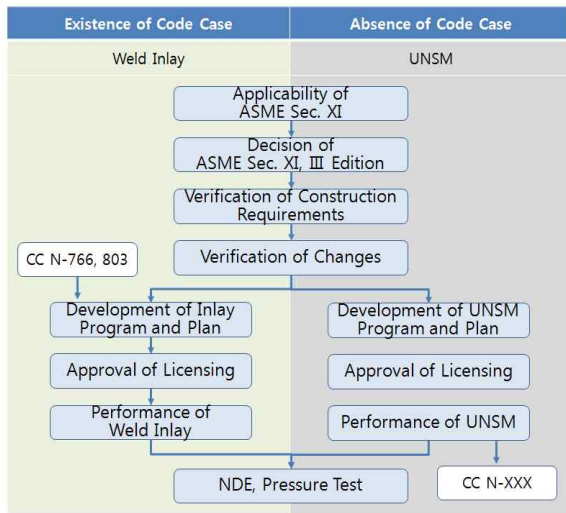 Existence of Code Case
Absence of Code Case
Weld Inlay
UNSM
Applicability of
ASME Sec. XI
Decision of
ASME Sec. XI, Ⅲ Edition
Verification of Construction
Requirements
Verification of Changes
CC N-766, 803
Development of Inlay
Program and Plan
Development of UNSM
Program and Plan
Approval of Licensing
Approval of Licensing
Performance of
Weld Inlay
Performance of UNSM
NDE, Pressure Test
CC N-XXX